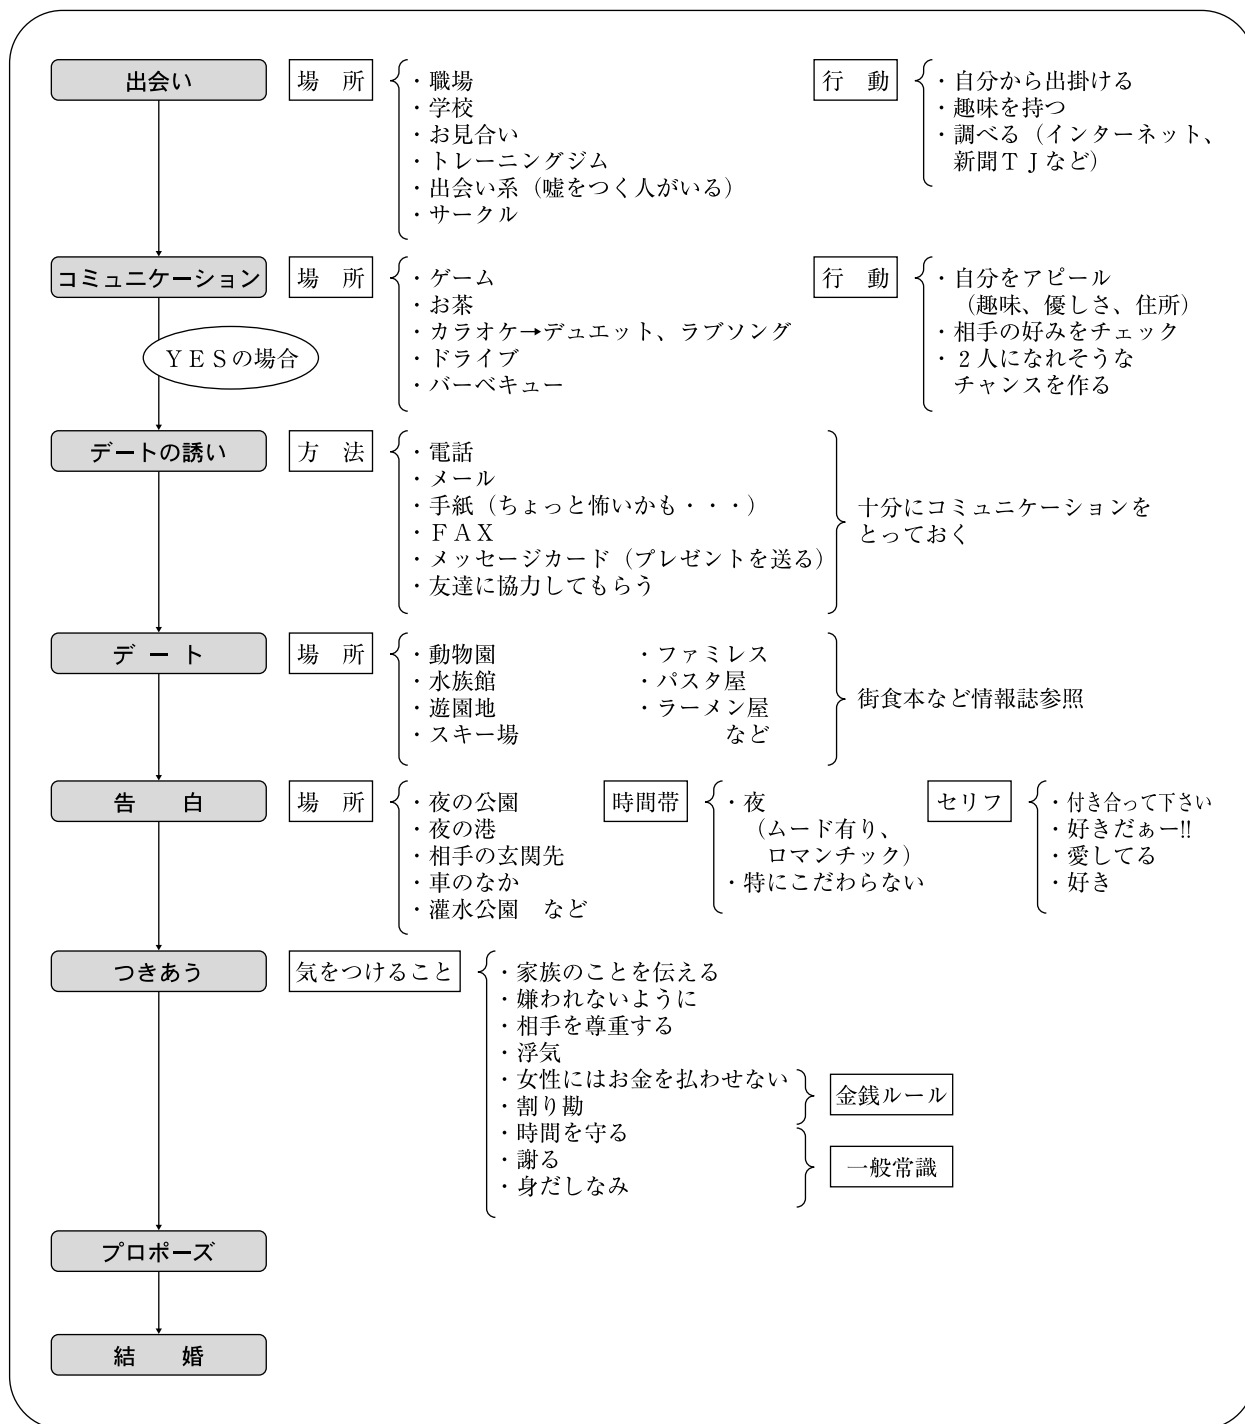 出会い
場　所
・職場
・学校
・お見合い
・トレーニングジム
・出会い系（嘘をつく人がいる）
・サークル
行　動
・自分から出掛ける
・趣味を持つ
・調べる（インターネット、
新聞ＴＪなど）
コミュニケーション
場　所
・ゲーム
・お茶
・カラオケ→デュエット、ラブソング
・ドライブ
・バーベキュー
行　動
・自分をアピール
（趣味、優しさ、住所）
・相手の好みをチェック
・２人になれそうな
チャンスを作る
ＹＥＳの場合
デートの誘い
方　法
・電話
・メール
・手紙（ちょっと怖いかも・・・）
・ＦＡＸ
・メッセージカード（プレゼントを送る）
・友達に協力してもらう
十分にコミュニケーションを
とっておく
デ ー ト
場　所
・動物園
・水族館
・遊園地
・スキー場
・ファミレス
・パスタ屋
・ラーメン屋
など
街食本など情報誌参照
告　　白
場　所
・夜の公園
・夜の港
・相手の玄関先
・車のなか
・灌水公園　など
時間帯
・夜
（ムード有り、
ロマンチック）
・特にこだわらない
セリフ
・付き合って下さい
・好きだぁー!!
・愛してる
・好き
つきあう
気をつけること
・家族のことを伝える
・嫌われないように
・相手を尊重する
・浮気
・女性にはお金を払わせない
・割り勘
・時間を守る
・謝る
・身だしなみ
金銭ルール
一般常識
プロポーズ
結　　婚